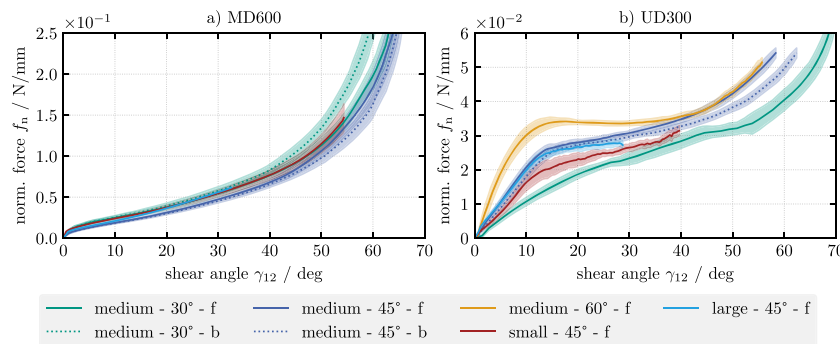 a) MD600
×10⁻¹
2.5
2.0
1.5
1.0
0.5
0.0
0 10 20 30 40 50 60 70
norm. force fₙ / N/mm
shear angle γ₁₂ / deg
b) UD300
×10⁻²
6
5
4
3
2
1
0
0 10 20 30 40 50 60 70
norm. force fₙ / N/mm
shear angle γ₁₂ / deg
medium - 30° - f medium - 45° - f medium - 60° - f large - 45° - f
medium - 30° - b medium - 45° - b small - 45° - f